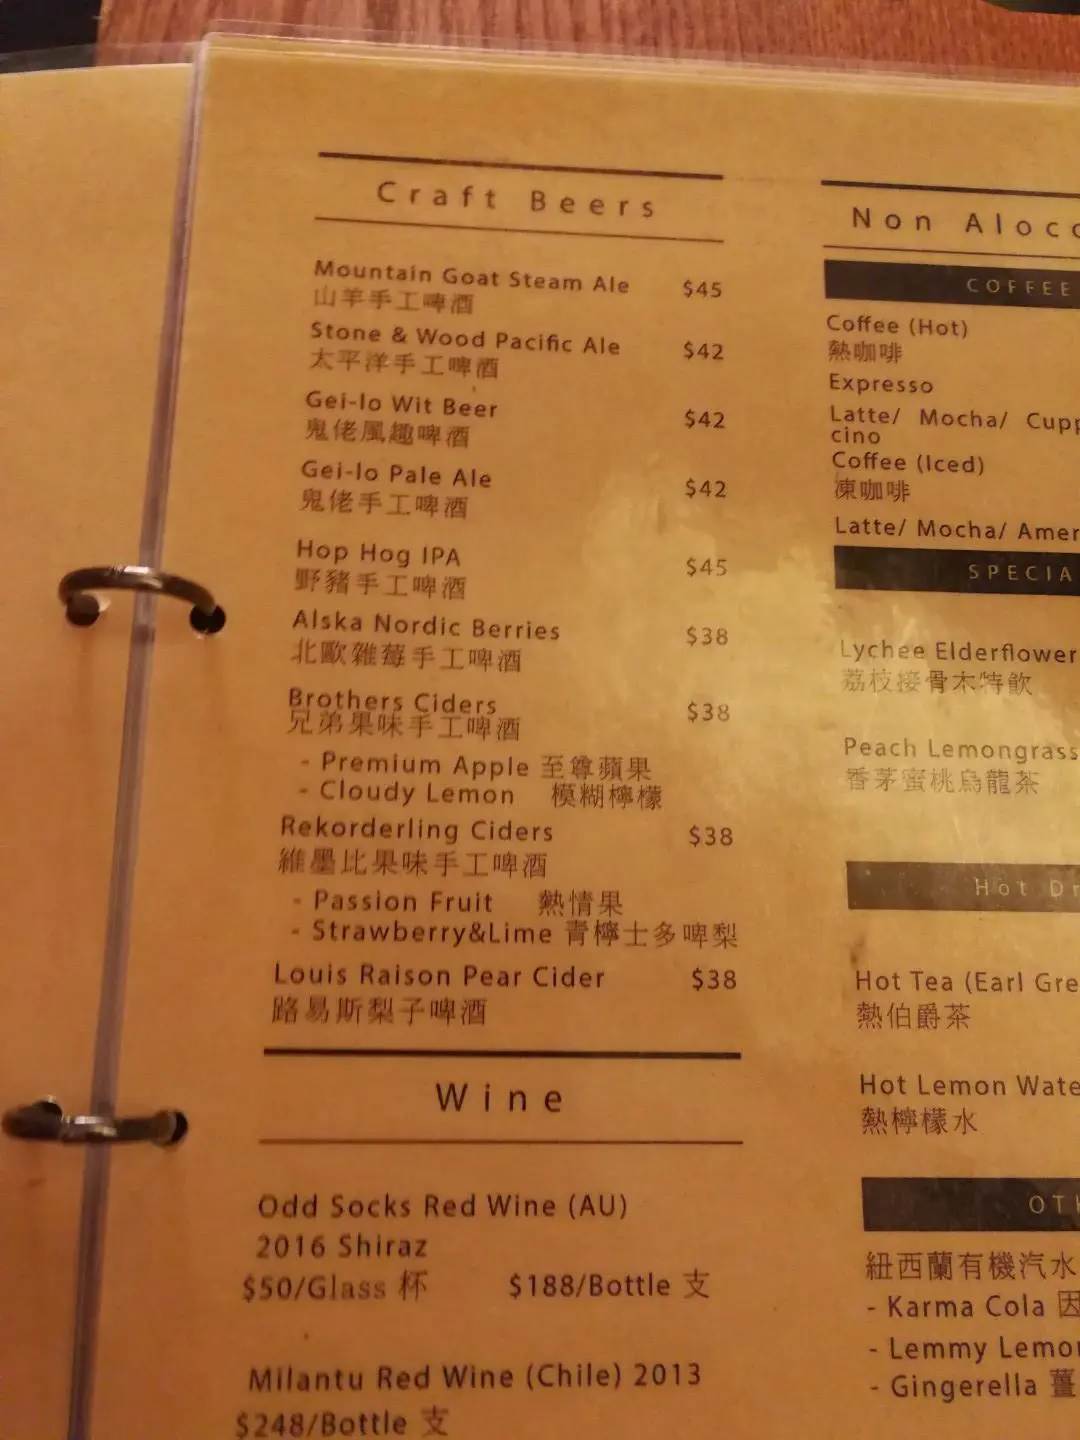 Craft Beers
Mountain Goat Steam Ale $45
山羊手工啤酒
Stone & Wood Pacific Ale $42
太平洋手工啤酒
Gei-lo Wit Beer $42
鬼佬風趣啤酒
Gei-lo Pale Ale $42
鬼佬手工啤酒
Hop Hog IPA $45
野豬手工啤酒
Alska Nordic Berries $38
北歐雜莓手工啤酒
Brothers Ciders $38
兄弟果味手工啤酒
- Premium Apple 至尊蘋果
- Cloudy Lemon 模糊檸檬
Rekorderling Ciders $38
維墨比果味手工啤酒
- Passion Fruit 熱情果
- Strawberry&Lime 青檸士多啤梨
Louis Raison Pear Cider $38
路易斯梨子啤酒
Wine
Odd Socks Red Wine (AU)
2016 Shiraz
$50/Glass 杯 $188/Bottle 支
Milantu Red Wine (Chile) 2013
$248/Bottle 支
Non Aloco
COFFEE
Coffee (Hot)
熱咖啡
Expresso
Latte/ Mocha/ Cupp
cino
Coffee (Iced)
凍咖啡
Latte/ Mocha/ Amer
SPECIA
Lychee Elderflower
荔枝接骨木特飲
Peach Lemongrass
香茅蜜桃烏龍茶
Hot Dr
Hot Tea (Earl Gre
熱伯爵茶
Hot Lemon Wate
熱檸檬水
OTH
紐西蘭有機汽水
- Karma Cola 因
- Lemmy Lemon
- Gingerella 薑